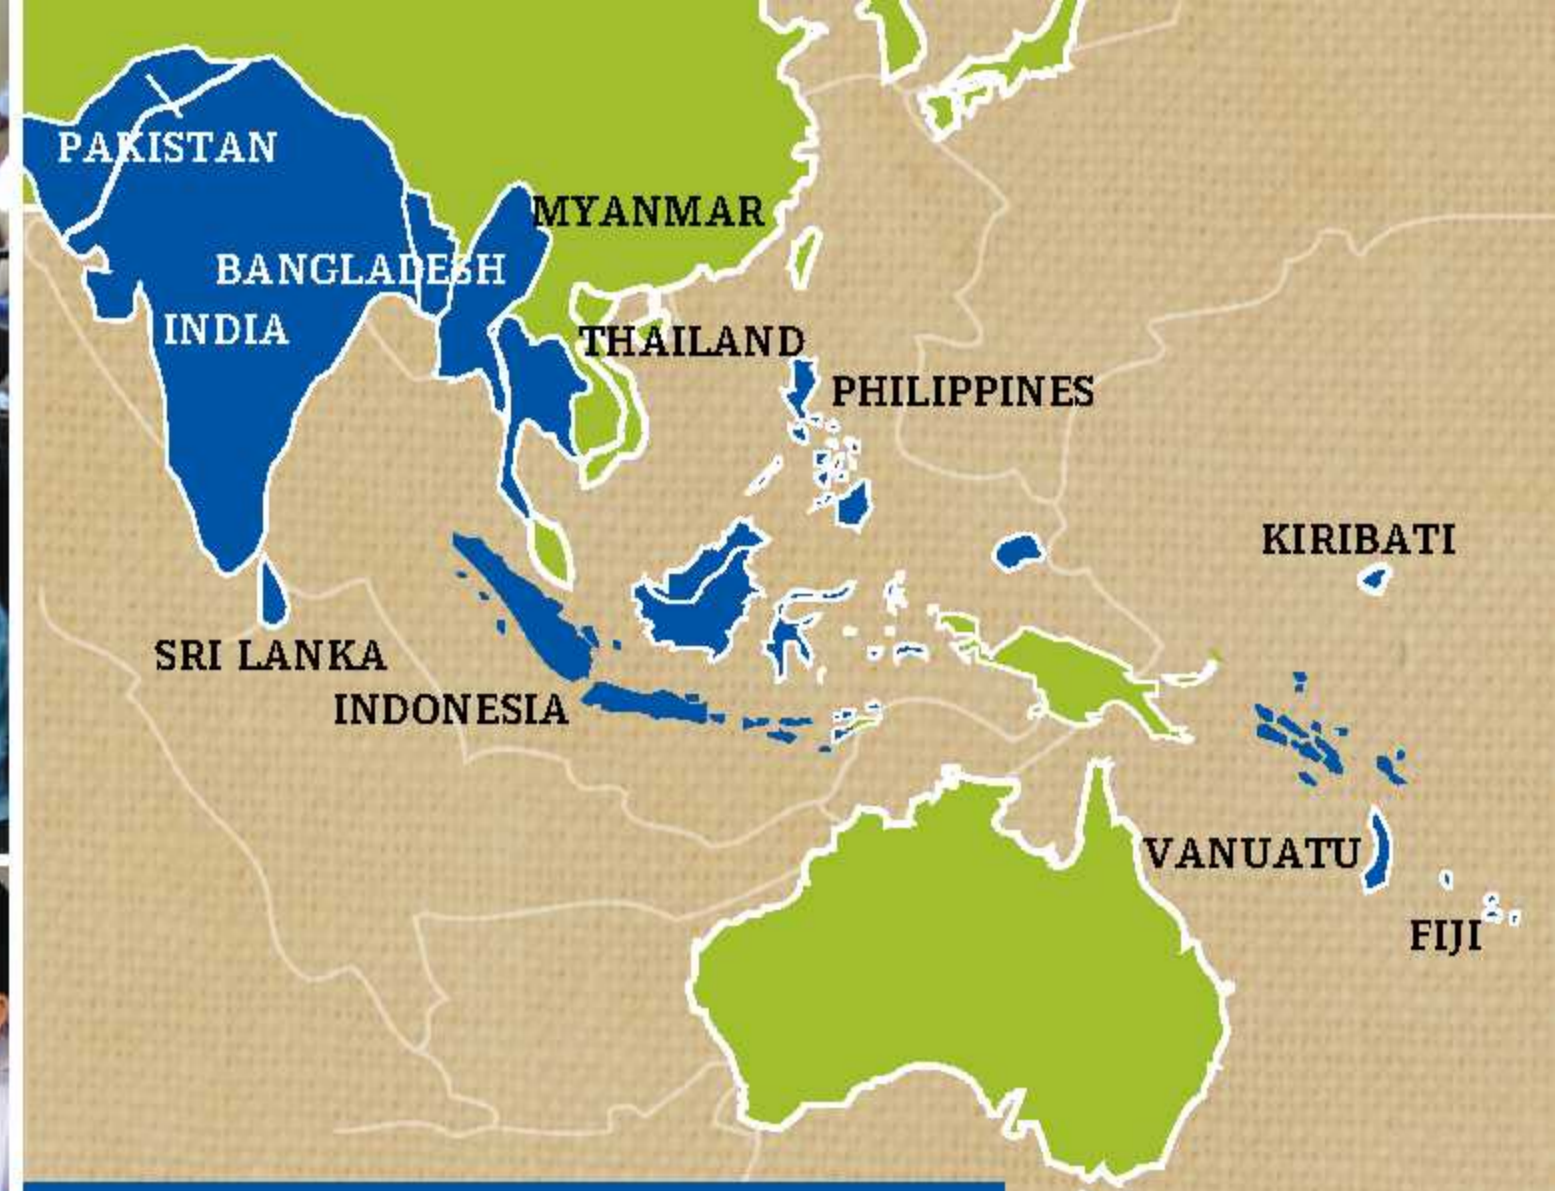 PAKISTAN
MYANMAR
BANGLADESH
INDIA
THAILAND
PHILIPPINES
KIRIBATI
SRI LANKA
INDONESIA
VANUATU
FIJI